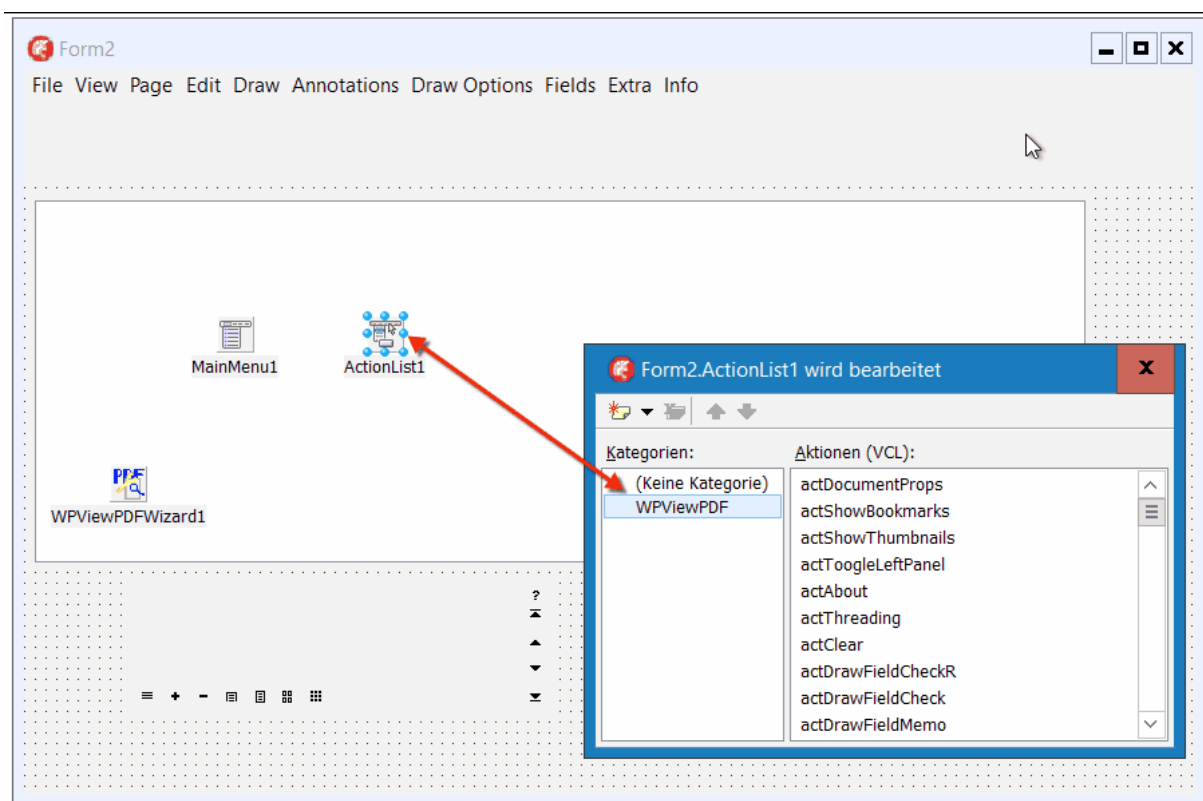 Form2
File View Page Edit Draw Annotations Draw Options Fields Extra Info
MainMenu1
ActionList1
PDF
WPViewPDFWizard1
?
Form2.ActionList1 wird bearbeitet
Kategorien:
(Keine Kategorie)
WPViewPDF
Aktionen (VCL):
actDocumentProps
actShowBookmarks
actShowThumbnails
actToogleLeftPanel
actAbout
actThreading
actClear
actDrawFieldCheckR
actDrawFieldCheck
actDrawFieldMemo